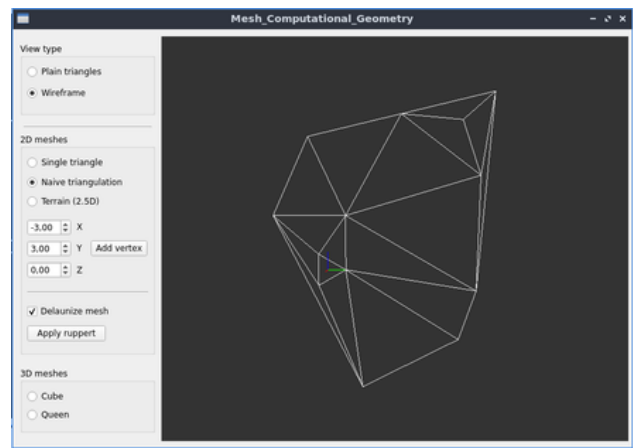 Mesh_Computational_Geometry
View type
Plain triangles
Wireframe
2D meshes
Single triangle
Naive triangulation
Terrain (2.5D)
-3.00 X
3.00 Y Add vertex
0.00 Z
Delaunize mesh
Apply ruppert
3D meshes
Cube
Queen